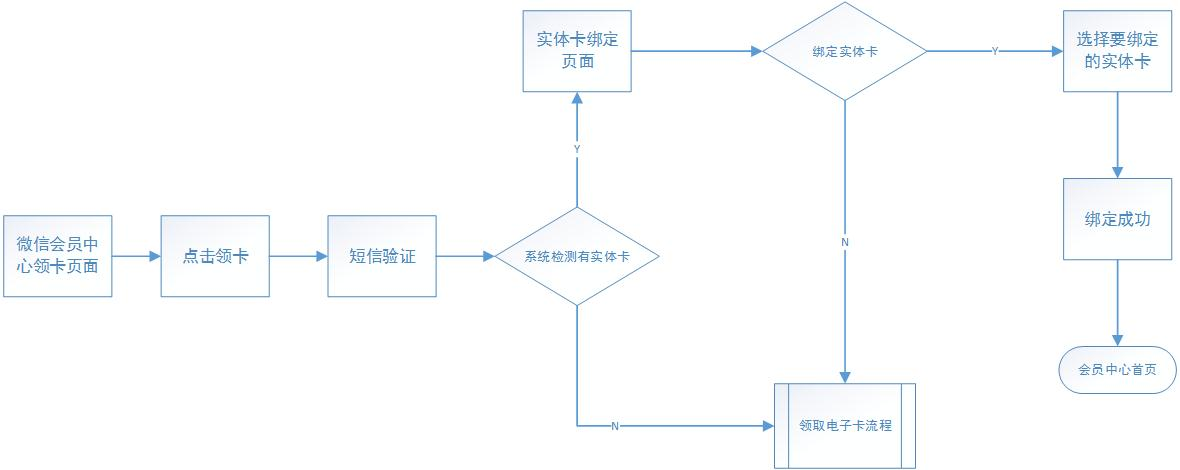 微信会员中
心领卡页面
点击领卡
短信验证
系统检测有实体卡
Y
实体卡绑定
页面
绑定实体卡
Y
选择要绑定
的实体卡
绑定成功
会员中心首页
N
N
领取电子卡流程